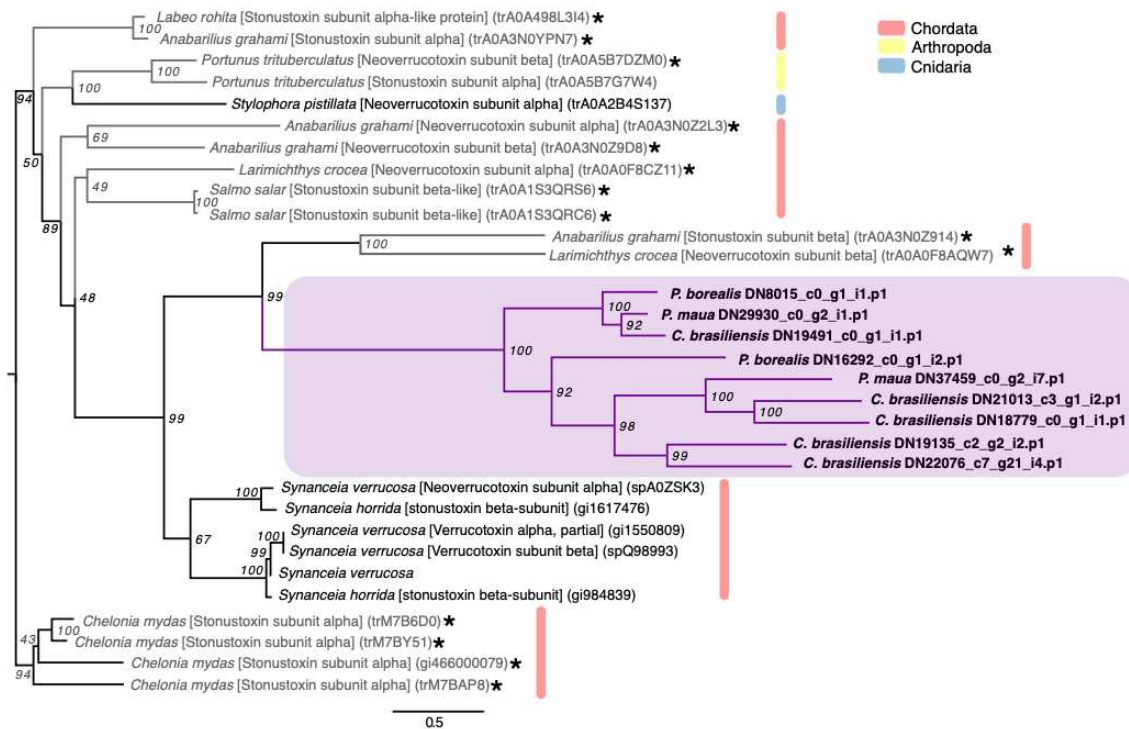 Labeo rohita [Stonustoxin subunit alpha-like protein] (trA0A498L3I4) *
100
Anabarilius grahami [Stonustoxin subunit alpha] (trA0A3N0YPN7) *
Portunus trituberculatus [Neoverrucotoxin subunit beta] (trA0A5B7DZM0) *
100
Portunus trituberculatus [Stonustoxin subunit alpha] (trA0A5B7G7W4)
94
100
Stylophora pistillata [Neoverrucotoxin subunit alpha] (trA0A2B4S137)
Anabarilius grahami [Neoverrucotoxin subunit alpha] (trA0A3N0Z2L3) *
69
Anabarilius grahami [Neoverrucotoxin subunit beta] (trA0A3N0Z9D8) *
50
Larimichthys crocea [Neoverrucotoxin subunit alpha] (trA0A0F8CZ11) *
49
Salmo salar [Stonustoxin subunit beta-like] (trA0A1S3QRS6) *
100
Salmo salar [Stonustoxin subunit beta-like] (trA0A1S3QRC6) *
89
Anabarilius grahami [Stonustoxin subunit beta] (trA0A3N0Z914) *
100
Larimichthys crocea [Neoverrucotoxin subunit beta] (trA0A0F8AQW7) *
48
99
P. borealis DN8015_c0_g1_i1.p1
100
P. maua DN29930_c0_g2_i1.p1
92
C. brasiliensis DN19491_c0_g1_i1.p1
100
P. borealis DN16292_c0_g1_i2.p1
92
P. maua DN37459_c0_g2_i7.p1
100
C. brasiliensis DN21013_c3_g1_i2.p1
100
C. brasiliensis DN18779_c0_g1_i1.p1
99
98
C. brasiliensis DN19135_c2_g2_i2.p1
99
C. brasiliensis DN22076_c7_g21_i4.p1
Synanceia verrucosa [Neoverrucotoxin subunit alpha] (spA0ZSK3)
100
Synanceia horrida [stonustoxin beta-subunit] (gi1617476)
Synanceia verrucosa [Verrucotoxin alpha, partial] (gi1550809)
67
100
99
Synanceia verrucosa [Verrucotoxin subunit beta] (spQ98993)
100
Synanceia verrucosa
Synanceia horrida [stonustoxin beta-subunit] (gi984839)
Chelonia mydas [Stonustoxin subunit alpha] (trM7B6D0) *
100
43
Chelonia mydas [Stonustoxin subunit alpha] (trM7BY51) *
Chelonia mydas [Stonustoxin subunit alpha] (gi466000079) *
94
Chelonia mydas [Stonustoxin subunit alpha] (trM7BAP8) *
0.5
Chordata
Arthropoda
Cnidaria